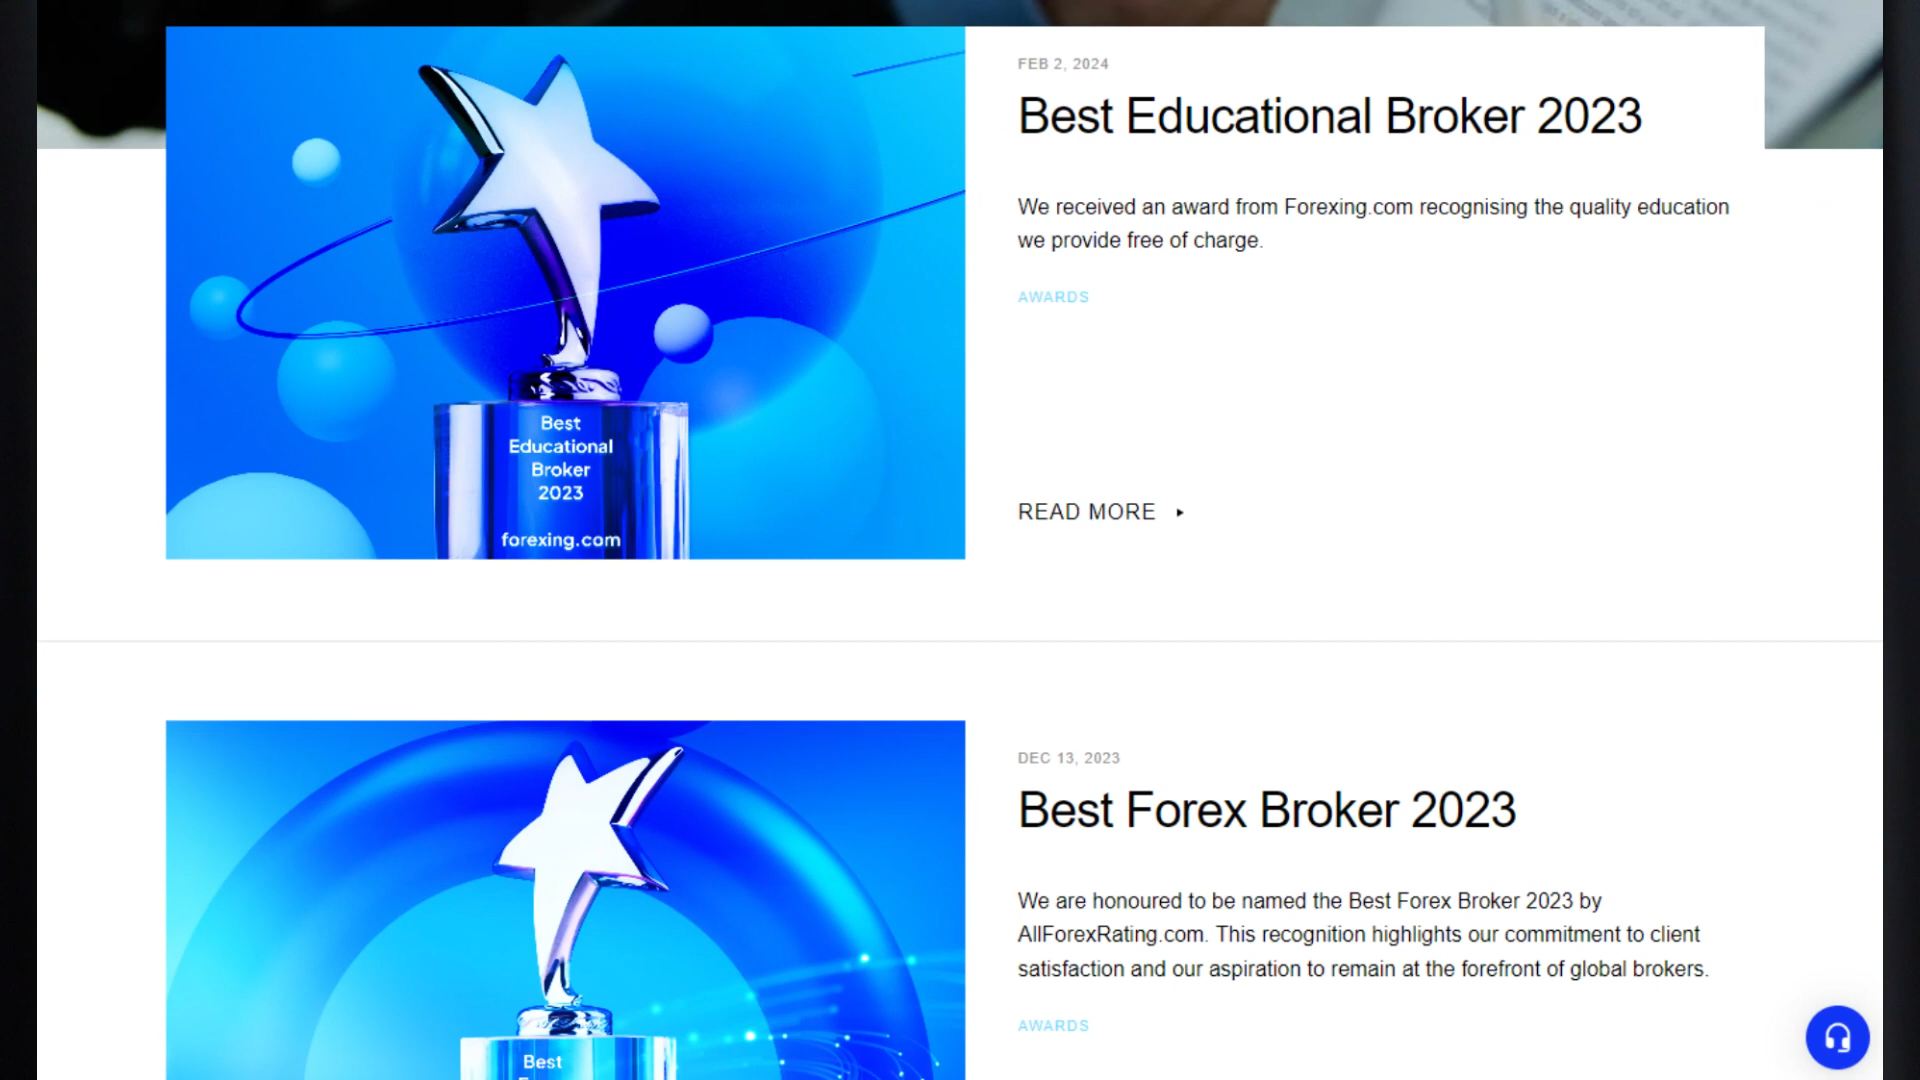 FEB 2, 2024
Best Educational Broker 2023
We received an award from Forexing.com recognising the quality education
we provide free of charge.
AWARDS
READ MORE
Best
Educational
Broker
2023
forexing.com
DEC 13, 2023
Best Forex Broker 2023
We are honoured to be named the Best Forex Broker 2023 by
AllForexRating.com. This recognition highlights our commitment to client
satisfaction and our aspiration to remain at the forefront of global brokers.
AWARDS
Best